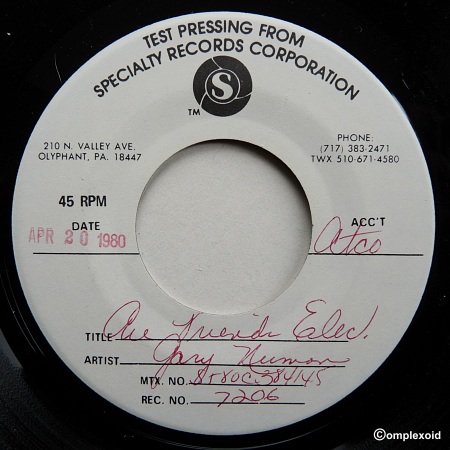 TEST PRESSING FROM
SPECIALTY RECORDS CORPORATION
S
TM
210 N. VALLEY AVE.
OLYPHANT, PA. 18447
PHONE:
(717) 383-2471
TWX 510-671-4580
45 RPM
DATE
APR 20 1980
ACC'T
Atco
TITLE Are Friends Elec.
ARTIST Gary Numan
MTX. NO.
REC. NO. 7206
©omplexoid